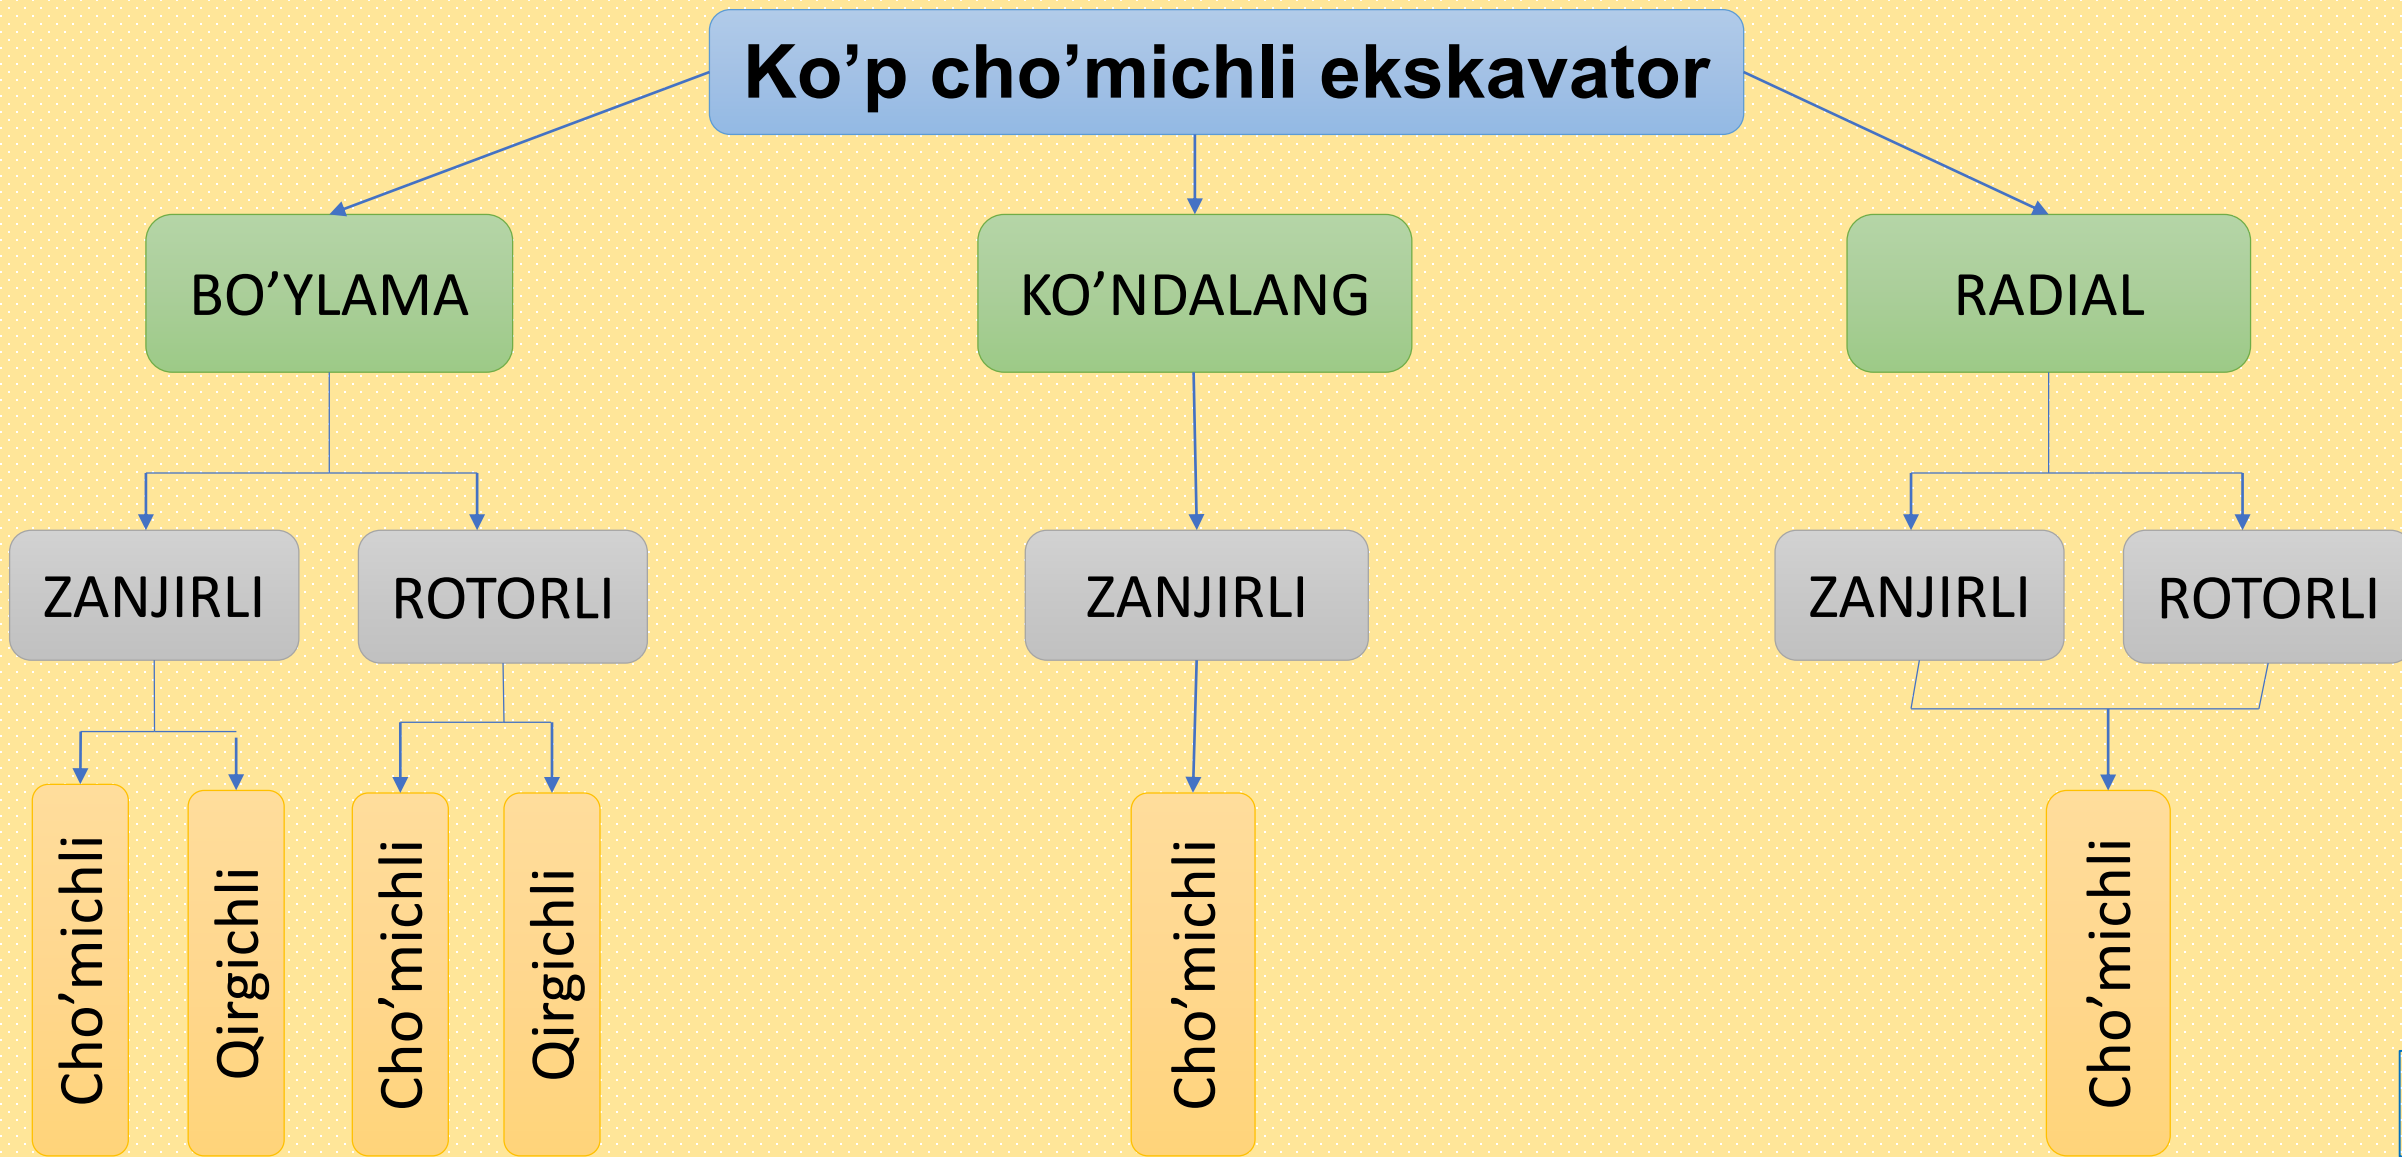 Ko’p cho’michli ekskavator
BO’YLAMA
KO’NDALANG
RADIAL
ZANJIRLI
ROTORLI
ZANJIRLI
ZANJIRLI
ROTORLI
Cho’michli
Qirgichli
Cho’michli
Qirgichli
Cho’michli
Cho’michli